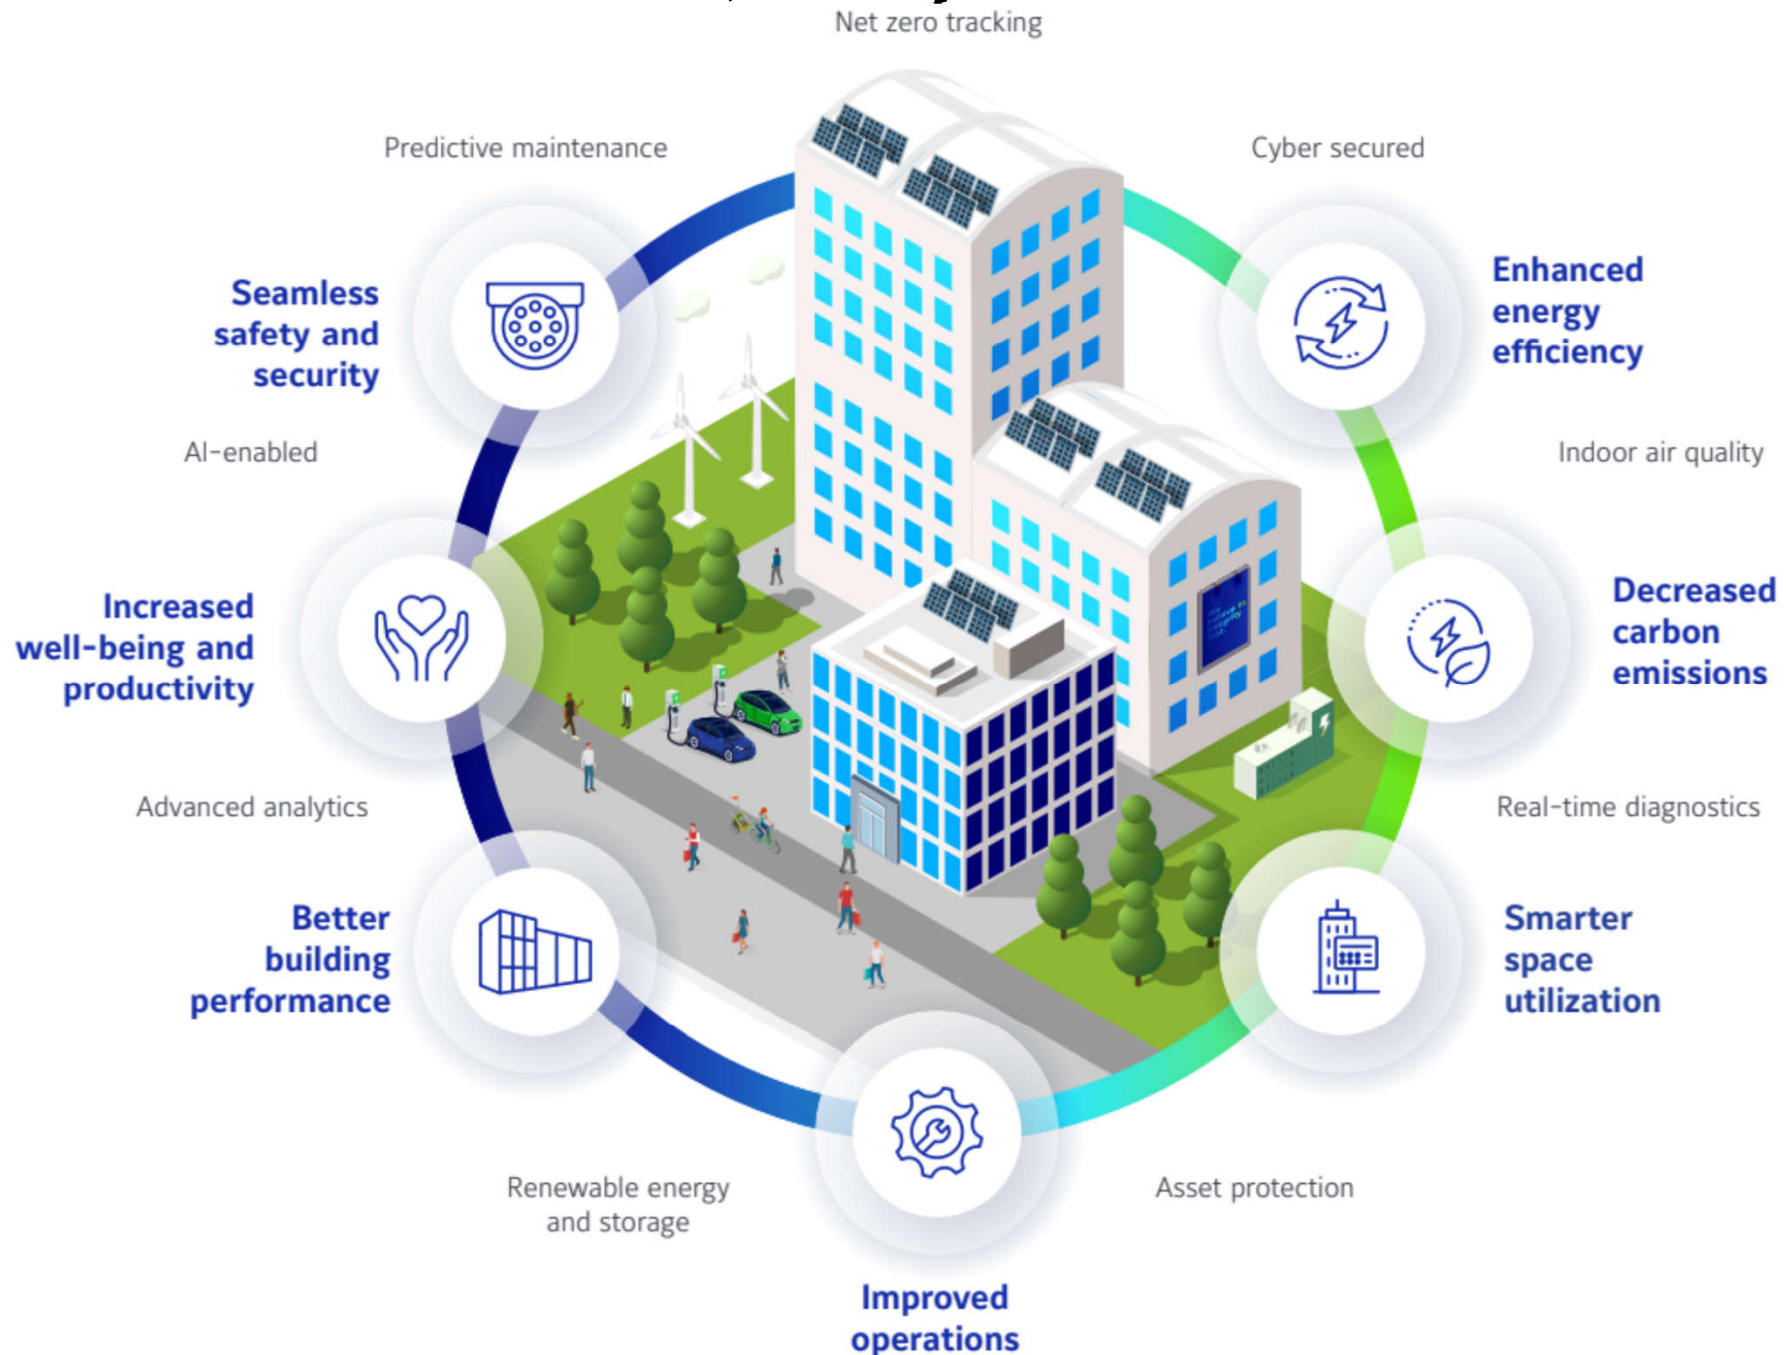 Net zero tracking
Predictive maintenance
Cyber secured
Seamless
safety and
security
Enhanced
energy
efficiency
AI-enabled
Indoor air quality
Increased
well-being and
productivity
Decreased
carbon
emissions
Advanced analytics
Real-time diagnostics
Better
building
performance
Smarter
space
utilization
Renewable energy
and storage
Asset protection
Improved
operations